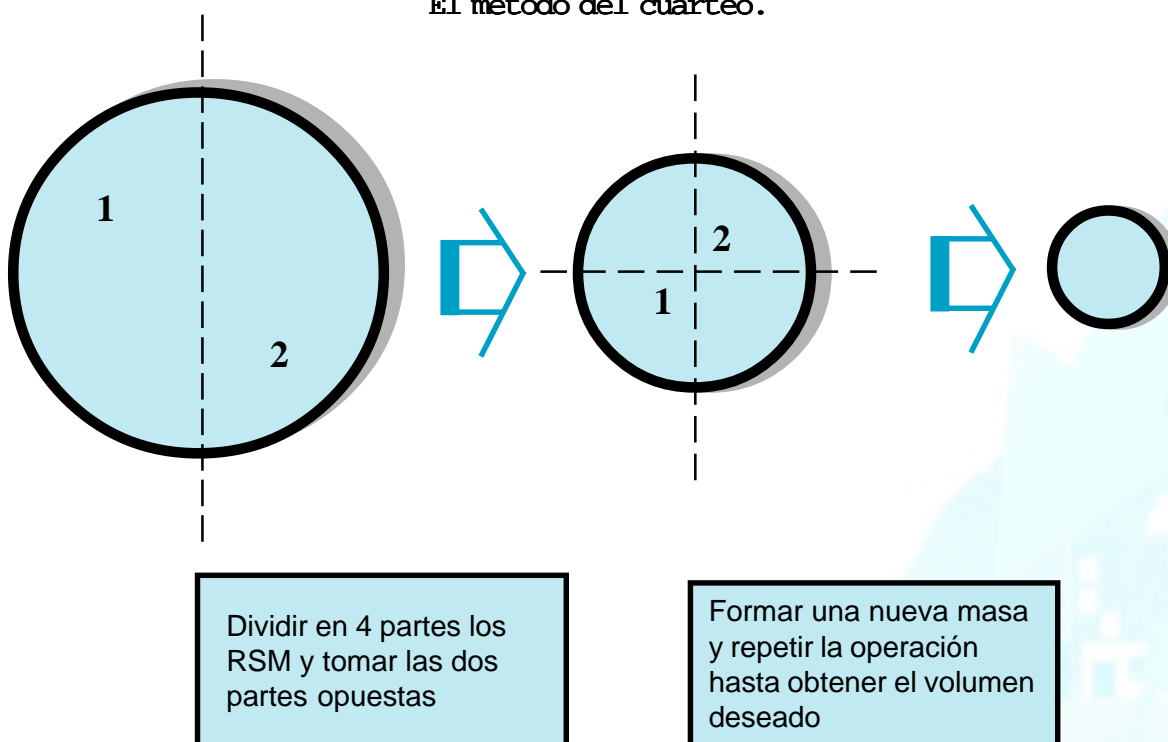 El método del cuarteo.
1
2
2
1
Dividir en 4 partes los
RSM y tomar las dos
partes opuestas
Formar una nueva masa
y repetir la operación
hasta obtener el volumen
deseado